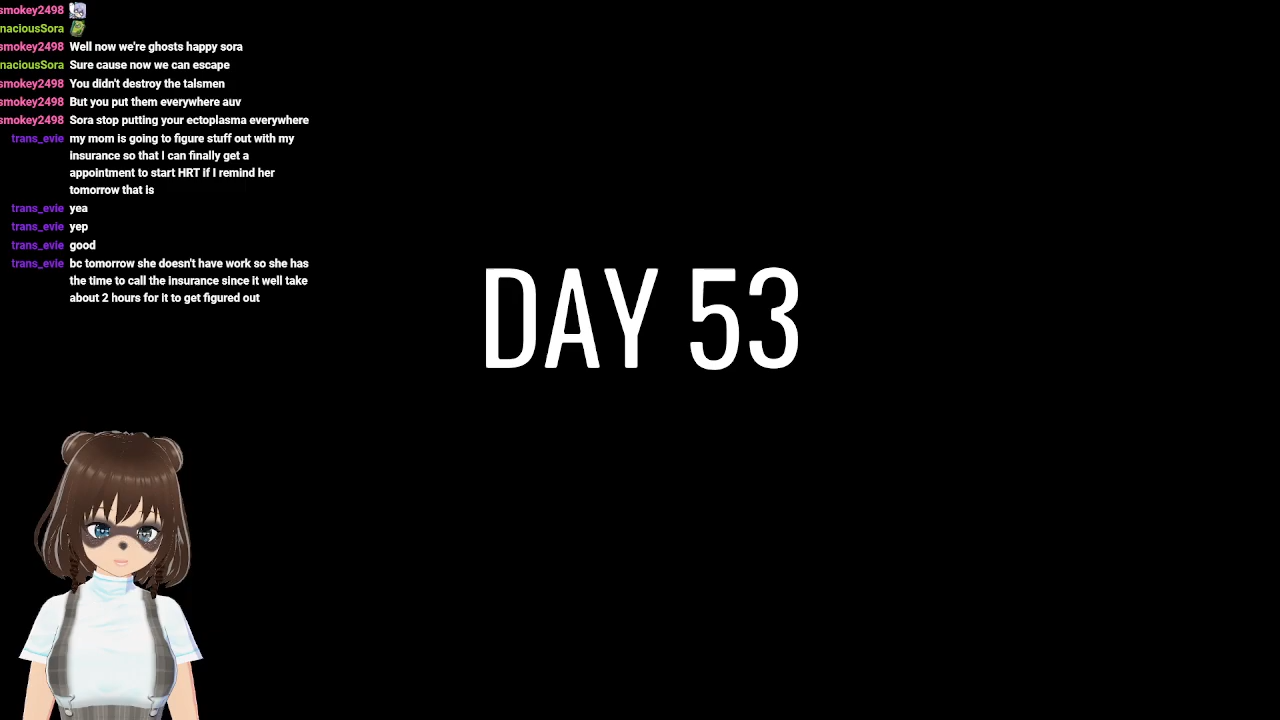 smokey2498
naciousSora
smokey2498 Well now we're ghosts happy sora
naciousSora Sure cause now we can escape
smokey2498 You didn't destroy the talsmen
smokey2498 But you put them everywhere auv
smokey2498 Sora stop putting your ectoplasma everywhere
trans_evie my mom is going to figure stuff out with my
insurance so that I can finally get a
appointment to start HRT if I remind her
tomorrow that is
trans_evie yea
trans_evie yep
trans_evie good
trans_evie bc tomorrow she doesn't have work so she has
the time to call the insurance since it well take
about 2 hours for it to get figured out
DAY 53